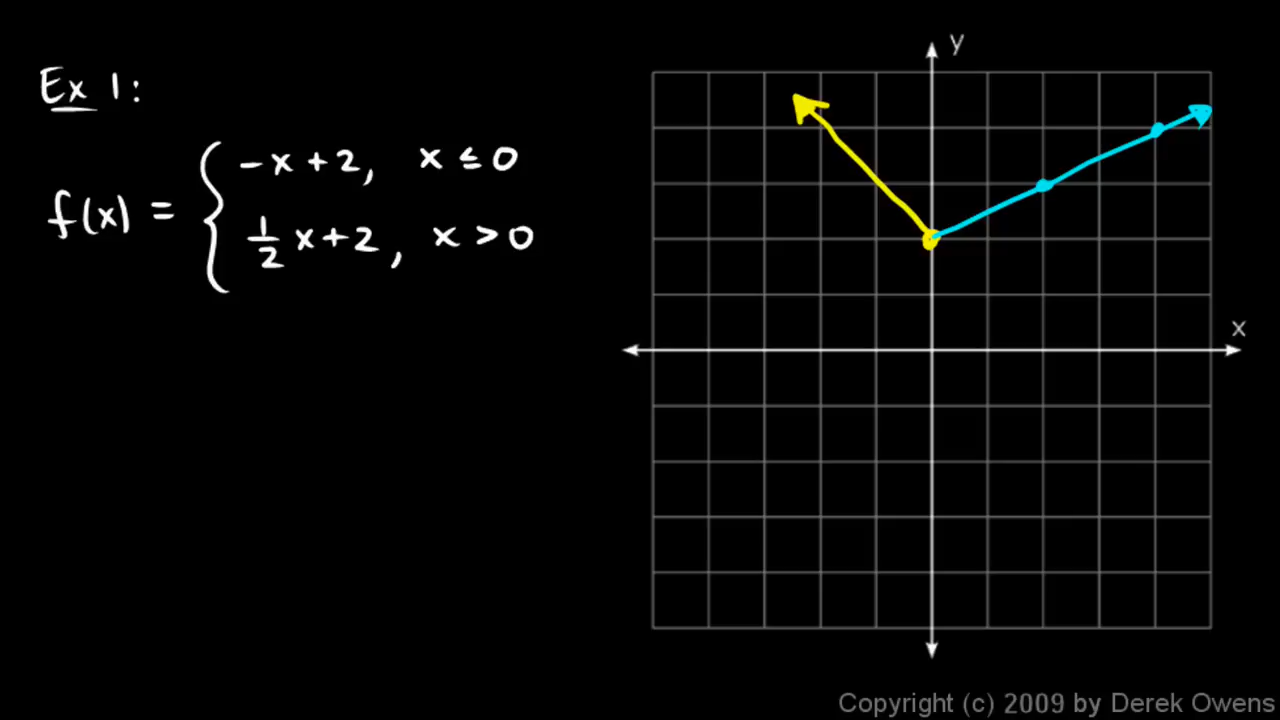 Ex 1:
f(x) = { -x + 2, x ≤ 0
1/2 x + 2, x > 0
y
x
Copyright (c) 2009 by Derek Owens